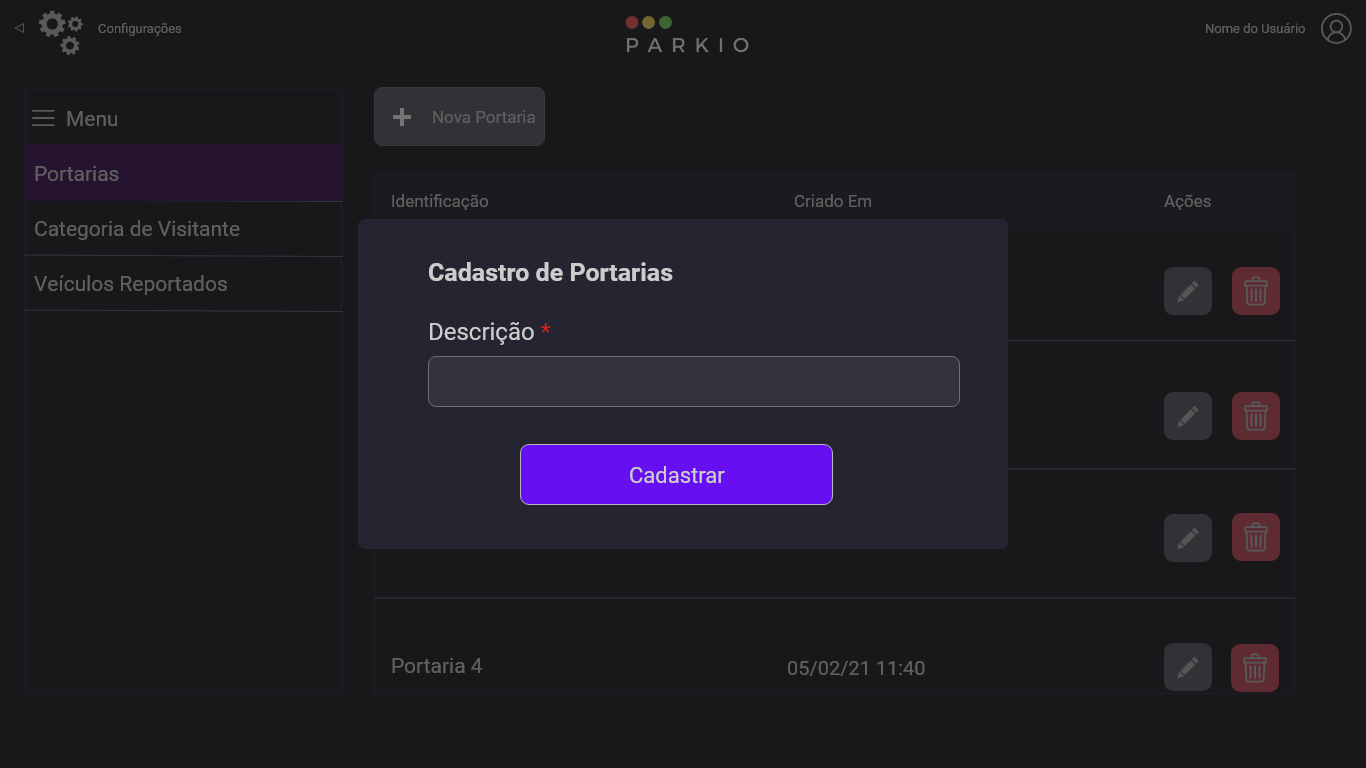 Configurações
PARKIO
Nome do Usuário
Menu
Portarias
Categoria de Visitante
Veículos Reportados
Nova Portaria
Identificação Criado Em Ações
Cadastro de Portarias
Descrição *
Cadastrar
Portaria 4 05/02/21 11:40